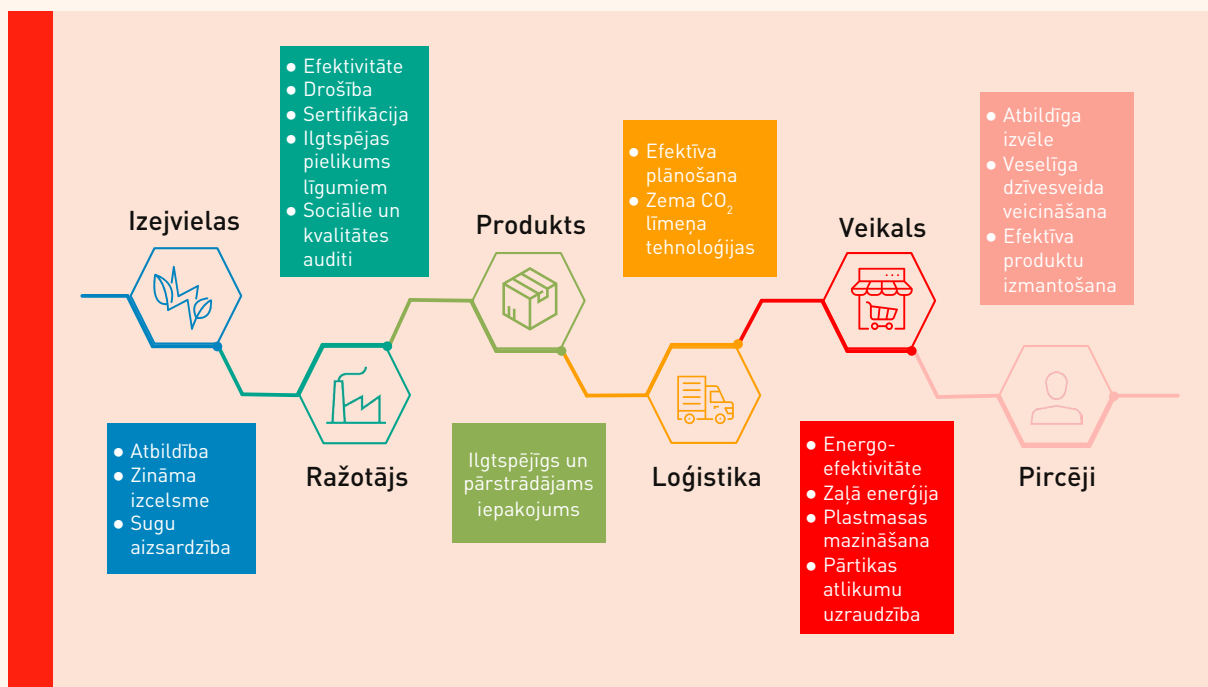 Izejvielas
● Atbildība
● Zināma
izcelsme
● Sugu
aizsardzība
● Efektivitāte
● Drošība
● Sertifikācija
● Ilgtspējas
pielikums
līgumiem
● Sociālie un
kvalitātes
auditi
Ražotājs
Produkts
Ilgtspējīgs un
pārstrādājams
iepakojums
● Efektīva
plānošana
● Zema CO₂
līmeņa
tehnoloģijas
Loģistika
Veikals
● Energo-
efektivitāte
● Zaļā enerģija
● Plastmasas
mazināšana
● Pārtikas
atlikumu
uzraudzība
● Atbildīga
izvēle
● Veselīga
dzīvesveida
veicināšana
● Efektīva
produktu
izmantošana
Pircēji